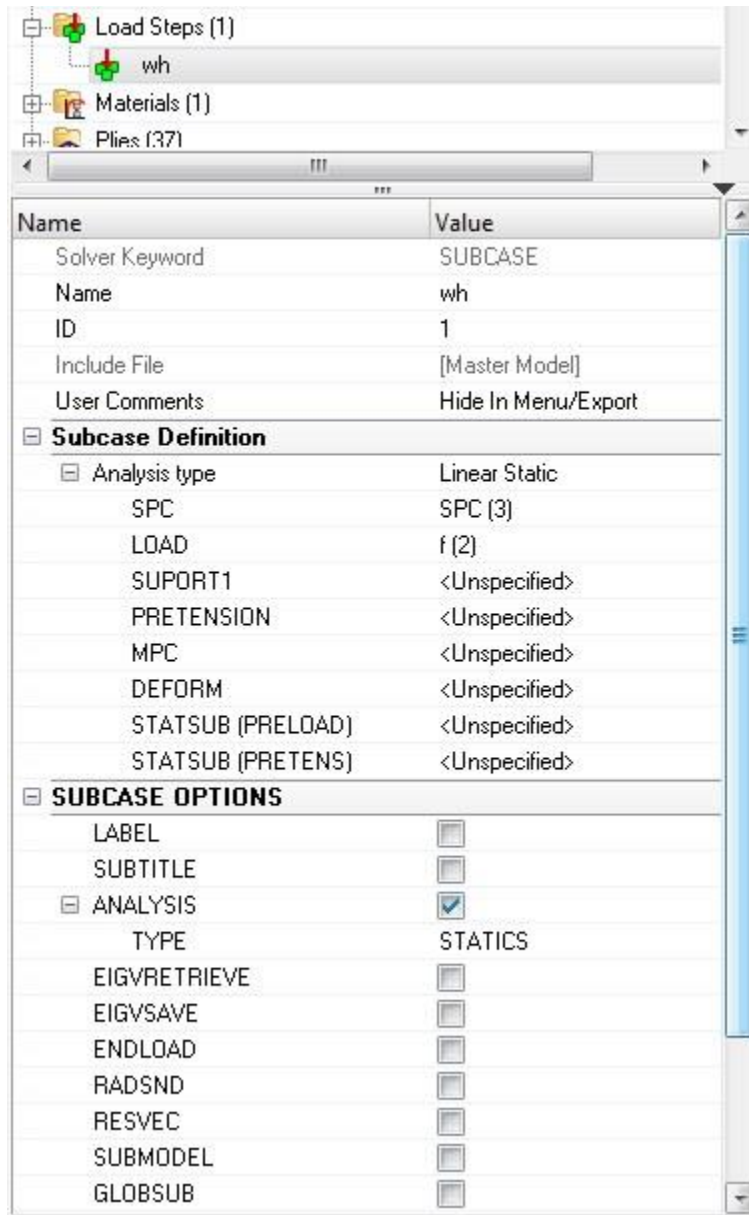 Load Steps (1)
wh
Materials (1)
Plies (37)
Name Value
Solver Keyword SUBCASE
Name wh
ID 1
Include File [Master Model]
User Comments Hide In Menu/Export
Subcase Definition
Analysis type Linear Static
SPC SPC (3)
LOAD f (2)
SUPORT1 <Unspecified>
PRETENSION <Unspecified>
MPC <Unspecified>
DEFORM <Unspecified>
STATSUB (PRELOAD) <Unspecified>
STATSUB (PRETENS) <Unspecified>
SUBCASE OPTIONS
LABEL
SUBTITLE
ANALYSIS
TYPE STATICS
EIGVRETRIEVE
EIGVSAVE
ENDLOAD
RADSND
RESVEC
SUBMODEL
GLOBSUB